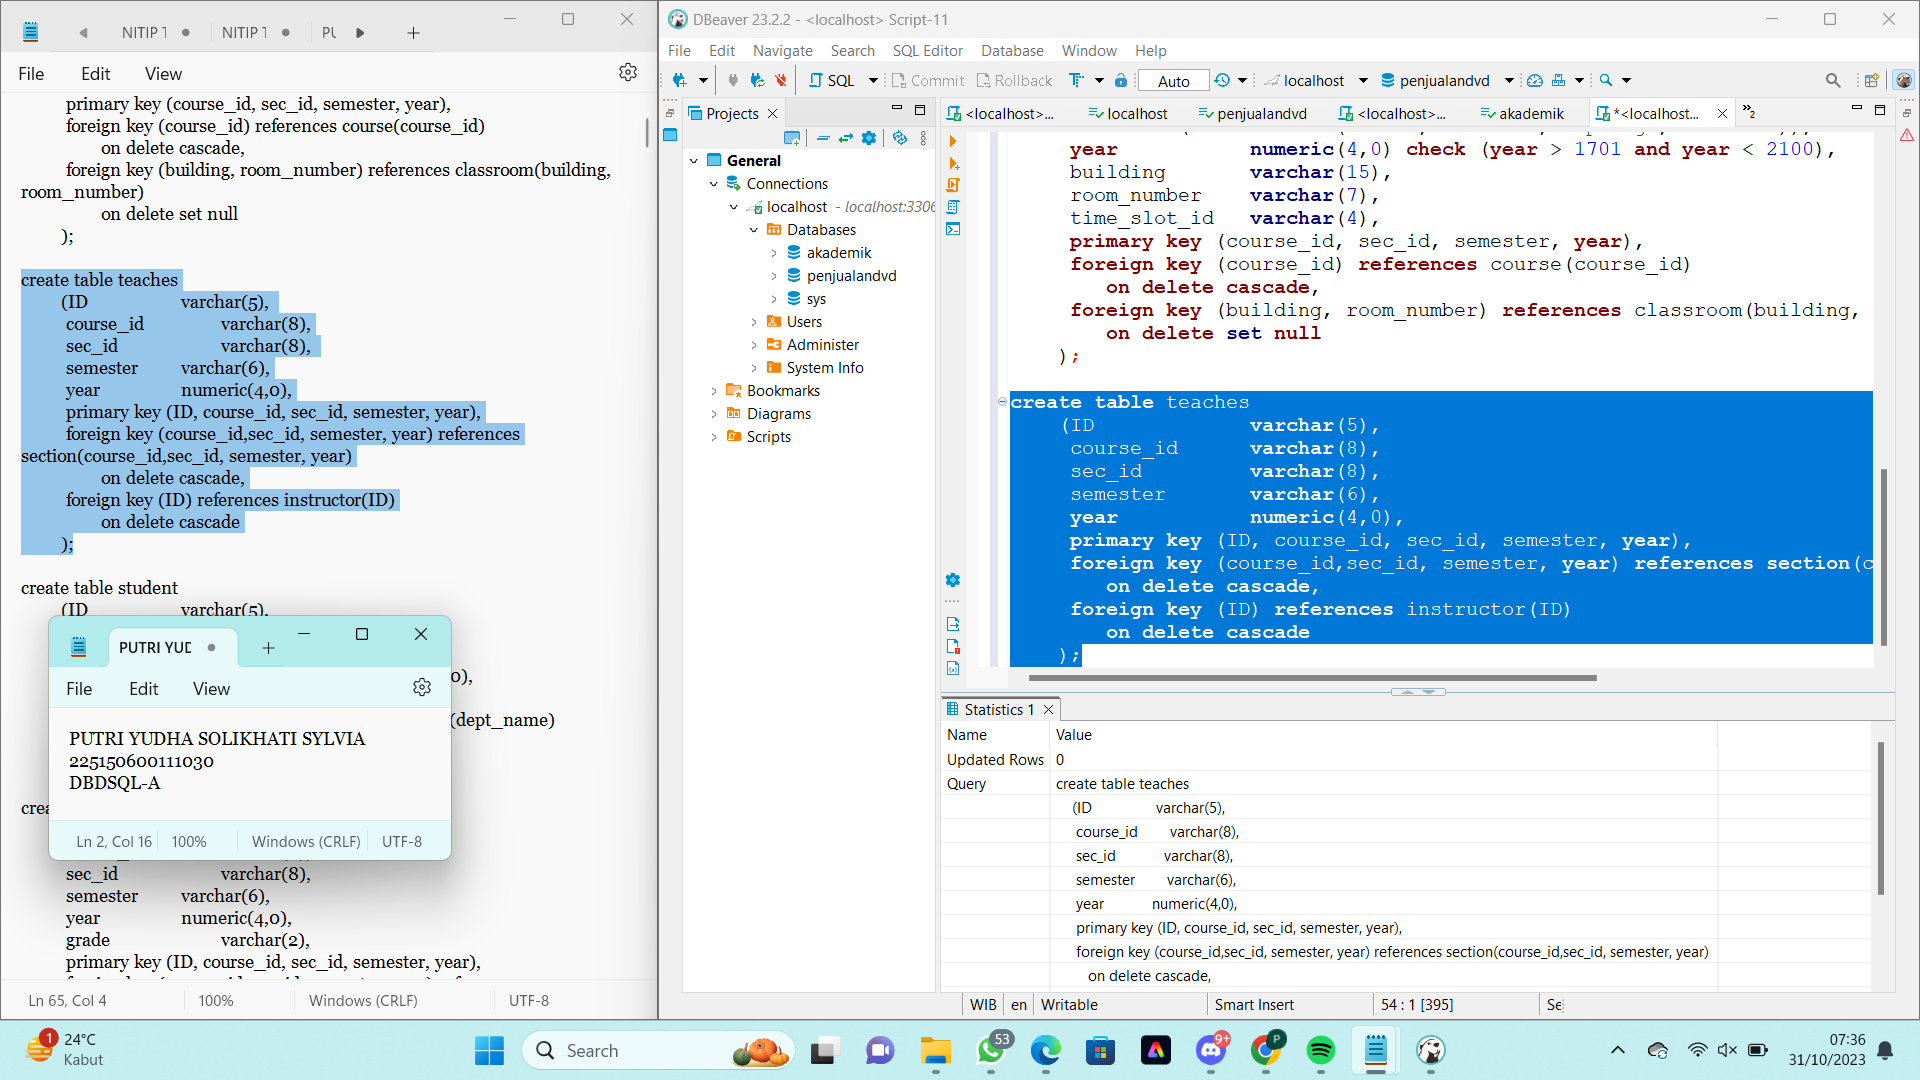 NITIP T
NITIP T
PU
File
Edit
View
primary key (course_id, sec_id, semester, year),
foreign key (course_id) references course(course_id)
on delete cascade,
foreign key (building, room_number) references classroom(building,
room_number)
on delete set null
);
create table teaches
(ID varchar(5),
course_id varchar(8),
sec_id varchar(8),
semester varchar(6),
year numeric(4,0),
primary key (ID, course_id, sec_id, semester, year),
foreign key (course_id,sec_id, semester, year) references
section(course_id,sec_id, semester, year)
on delete cascade,
foreign key (ID) references instructor(ID)
on delete cascade
);
create table student
(ID varchar(5),
0),
(dept_name)
crea
sec_id varchar(8),
semester varchar(6),
year numeric(4,0),
grade varchar(2),
primary key (ID, course_id, sec_id, semester, year),
Ln 65, Col 4
100%
Windows (CRLF)
UTF-8
PUTRI YUD
File
Edit
View
PUTRI YUDHA SOLIKHATI SYLVIA
225150600111030
DBDSQL-A
Ln 2, Col 16
100%
Windows (CRLF)
UTF-8
DBeaver 23.2.2 - <localhost> Script-11
File Edit Navigate Search SQL Editor Database Window Help
SQL
Commit
Rollback
Auto
localhost
penjualandvd
Projects
General
Connections
localhost - localhost:3306
Databases
akademik
penjualandvd
sys
Users
Administer
System Info
Bookmarks
Diagrams
Scripts
<localhost>...
localhost
penjualandvd
<localhost>...
akademik
*<localhost...
»2
year numeric(4,0) check (year > 1701 and year < 2100),
building varchar(15),
room_number varchar(7),
time_slot_id varchar(4),
primary key (course_id, sec_id, semester, year),
foreign key (course_id) references course(course_id)
on delete cascade,
foreign key (building, room_number) references classroom(building,
on delete set null
);
create table teaches
(ID varchar(5),
course_id varchar(8),
sec_id varchar(8),
semester varchar(6),
year numeric(4,0),
primary key (ID, course_id, sec_id, semester, year),
foreign key (course_id,sec_id, semester, year) references section(c
on delete cascade,
foreign key (ID) references instructor(ID)
on delete cascade
);
Statistics 1
Name Value
Updated Rows 0
Query create table teaches
(ID varchar(5),
course_id varchar(8),
sec_id varchar(8),
semester varchar(6),
year numeric(4,0),
primary key (ID, course_id, sec_id, semester, year),
foreign key (course_id,sec_id, semester, year) references section(course_id,sec_id, semester, year)
on delete cascade,
WIB
en
Writable
Smart Insert
54 : 1 [395]
Se
1
24°C
Kabut
Search
53
9+
P
07:36
31/10/2023